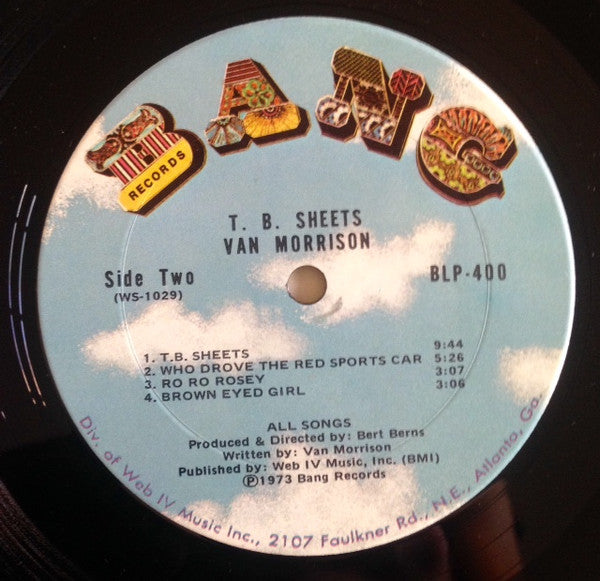 BANG
RECORDS
T. B. SHEETS
VAN MORRISON
Side Two
(WS-1029)
BLP-400
1. T.B. SHEETS 9:44
2. WHO DROVE THE RED SPORTS CAR 5:26
3. RO RO ROSEY 3:07
4. BROWN EYED GIRL 3:06
ALL SONGS
Produced & Directed by: Bert Berns
Written by: Van Morrison
Published by: Web IV Music, Inc. (BMI)
Ⓟ1973 Bang Records
Div. of Web IV Music Inc., 2107 Faulkner Rd., N.E., Atlanta, Ga.